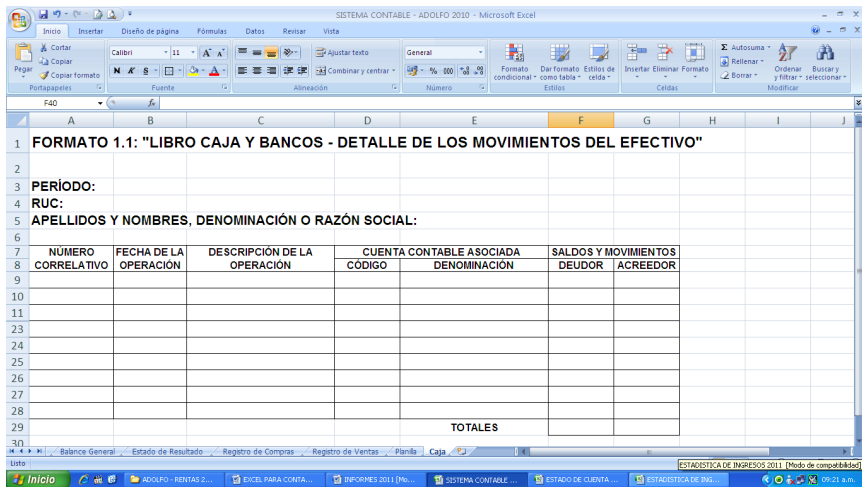 SISTEMA CONTABLE - ADOLFO 2010 - Microsoft Excel
Inicio Insertar Diseño de página Fórmulas Datos Revisar Vista
Pegar
Cortar
Copiar
Copiar formato
Portapapeles
Calibri 11
N K S
Fuente
Ajustar texto
Combinar y centrar
Alineación
General
% 000
Número
Formato condicional
Dar formato como tabla
Estilos de celda
Estilos
Insertar Eliminar Formato
Celdas
Σ Autosuma
Rellenar
Borrar
Ordenar y filtrar
Buscar y seleccionar
Modificar
F40 fx
A B C D E F G H I J
1 FORMATO 1.1: "LIBRO CAJA Y BANCOS - DETALLE DE LOS MOVIMIENTOS DEL EFECTIVO"
2
3 PERÍODO:
4 RUC:
5 APELLIDOS Y NOMBRES, DENOMINACIÓN O RAZÓN SOCIAL:
6
7 NÚMERO FECHA DE LA DESCRIPCIÓN DE LA CUENTA CONTABLE ASOCIADA SALDOS Y MOVIMIENTOS
8 CORRELATIVO OPERACIÓN OPERACIÓN CÓDIGO DENOMINACIÓN DEUDOR ACREEDOR
9
10
11
23
24
25
26
27
28
29 TOTALES
30
Balance General Estado de Resultado Registro de Compras Registro de Ventas Planilla Caja
Listo
ESTADISTICA DE INGRESOS 2011 [Modo de compatibilidad]
Inicio ADOLFO - RENTAS 2... EXCEL PARA CONTA... INFORMES 2011 [Mo... SISTEMA CONTABLE ... ESTADO DE CUENTA ... ESTADISTICA DE ING... 09:21 a.m.